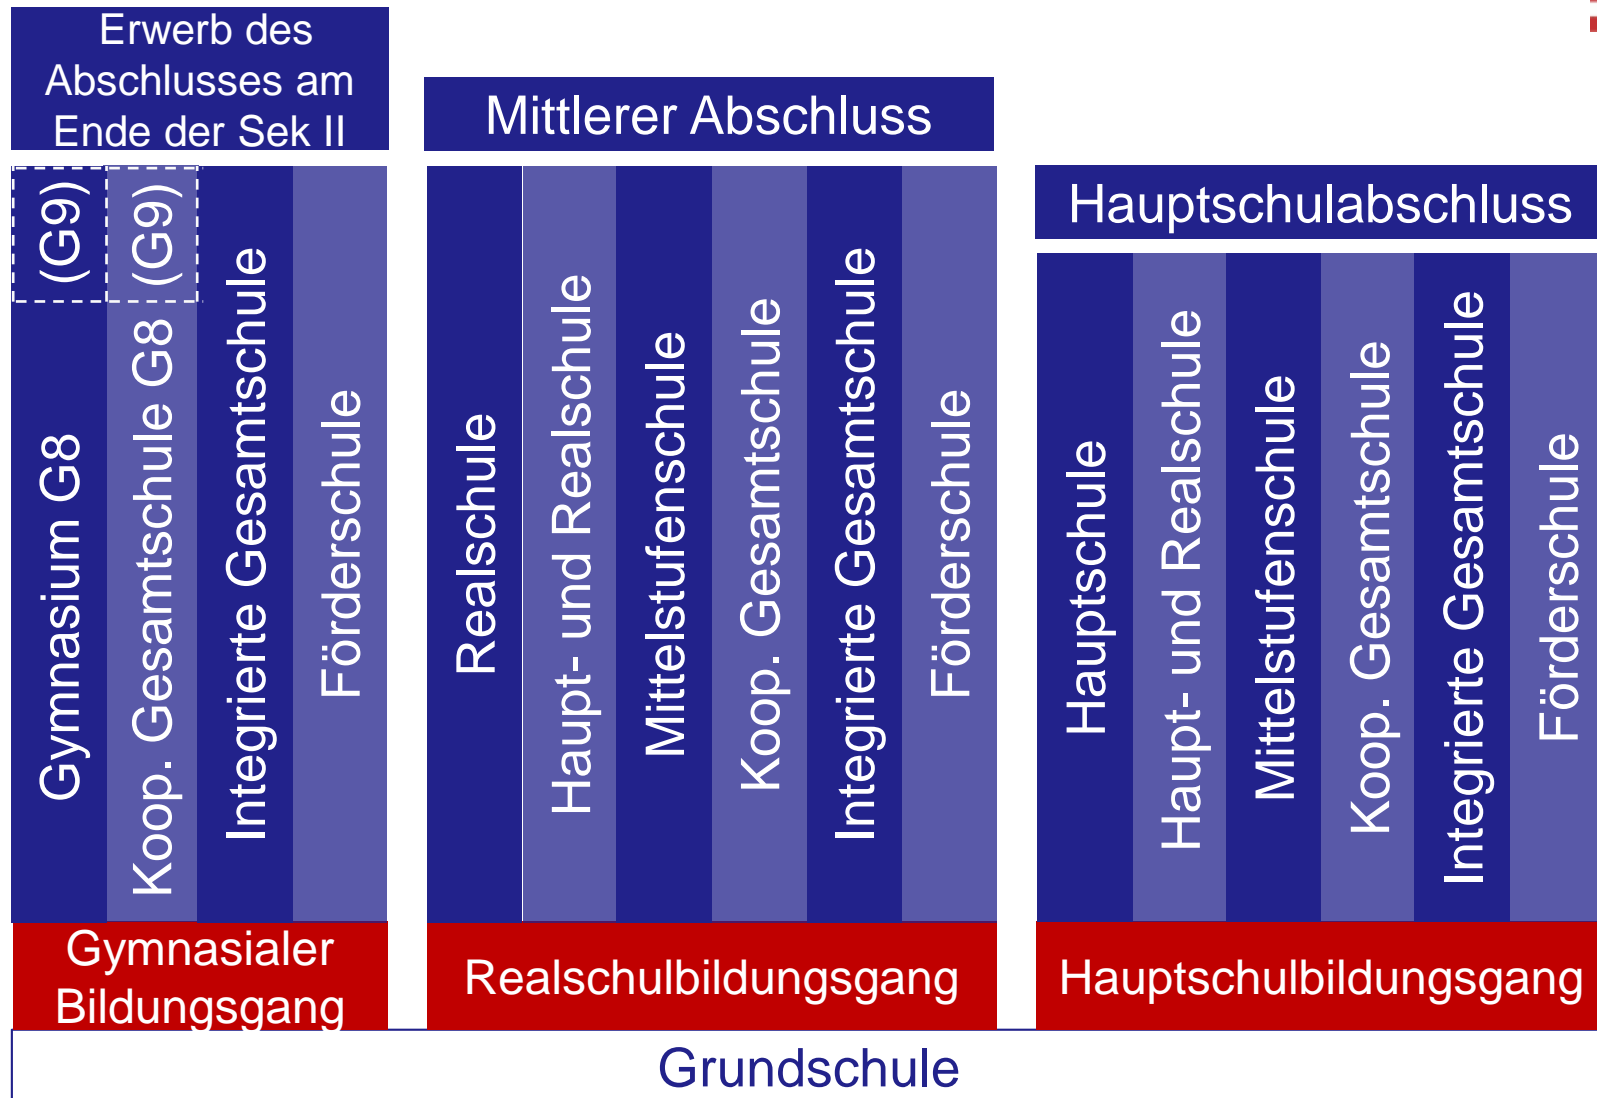 Erwerb des
Abschlusses am
Ende der Sek II
(G9)
Gymnasium G8
(G9)
Koop. Gesamtschule G8
Integrierte Gesamtschule
Förderschule
Gymnasialer
Bildungsgang
Mittlerer Abschluss
Realschule
Haupt- und Realschule
Mittelstufenschule
Koop. Gesamtschule
Integrierte Gesamtschule
Förderschule
Realschulbildungsgang
Hauptschulabschluss
Hauptschule
Haupt- und Realschule
Mittelstufenschule
Koop. Gesamtschule
Integrierte Gesamtschule
Förderschule
Hauptschulbildungsgang
Grundschule